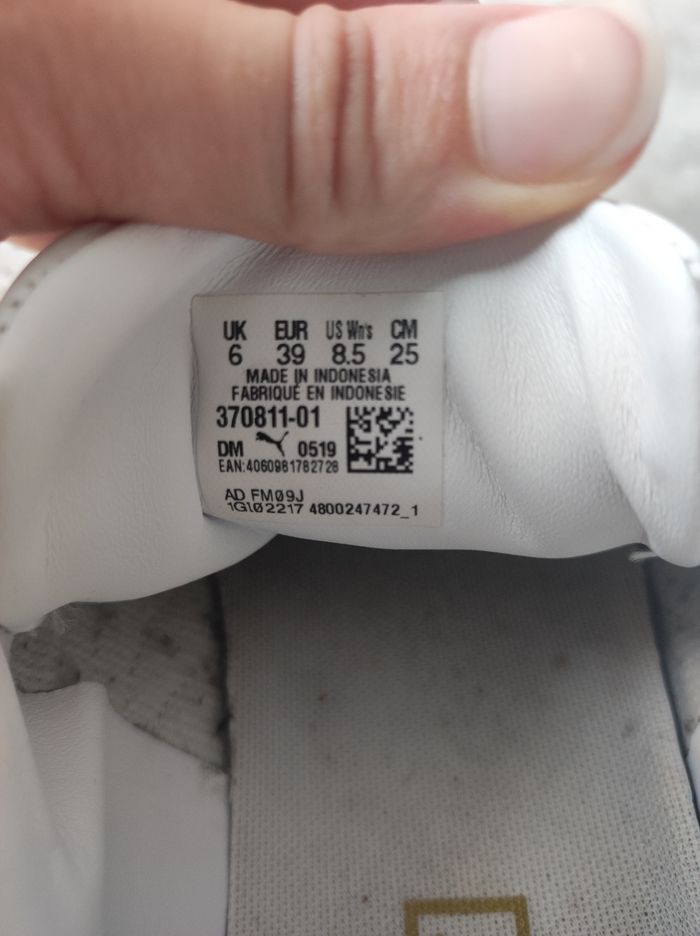 UK EUR US Wn's CM
6 39 8.5 25
MADE IN INDONESIA
FABRIQUÉ EN INDONESIE
370811-01
DM 0519
EAN:4060981782728
AD FM09J
1GI02217 4800247472_1